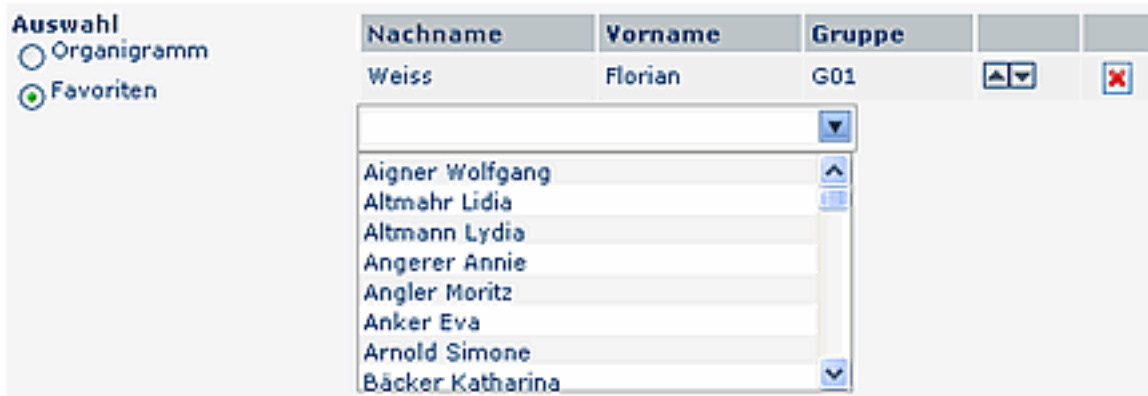 Auswahl
Organigramm
Favoriten
Nachname Vorname Gruppe
Weiss Florian G01
Aigner Wolfgang
Altmahr Lidia
Altmann Lydia
Angerer Annie
Angler Moritz
Anker Eva
Arnold Simone
Bäcker Katharina